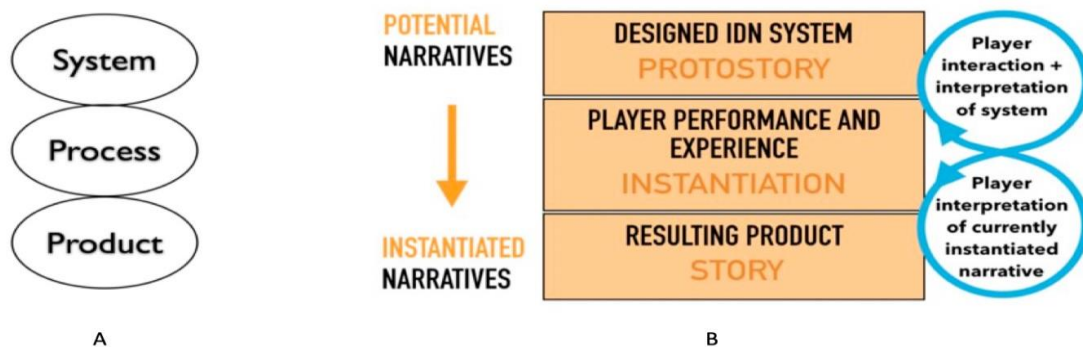 System
Process
Product
A
POTENTIAL
NARRATIVES
INSTANTIATED
NARRATIVES
DESIGNED IDN SYSTEM
PROTOSTORY
PLAYER PERFORMANCE AND
EXPERIENCE
INSTANTIATION
RESULTING PRODUCT
STORY
Player
interaction +
interpretation
of system
Player
interpretation
of currently
instantiated
narrative
B